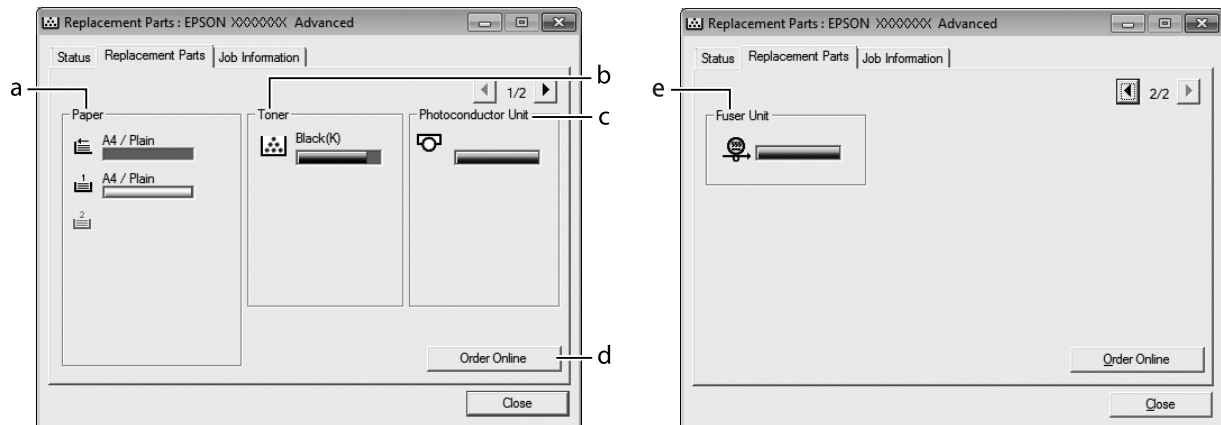 Replacement Parts : EPSON XXXXXXX Advanced
Status Replacement Parts Job Information
1/2
a
b
c
Paper
A4 / Plain
1 A4 / Plain
2
Toner
Black(K)
Photoconductor Unit
Order Online
d
Close
Replacement Parts : EPSON XXXXXXX Advanced
Status Replacement Parts Job Information
2/2
e
Fuser Unit
Order Online
Close